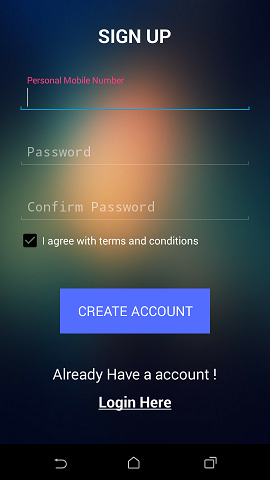 SIGN UP
Personal Mobile Number
Password
Confirm Password
I agree with terms and conditions
CREATE ACCOUNT
Already Have a account !
Login Here